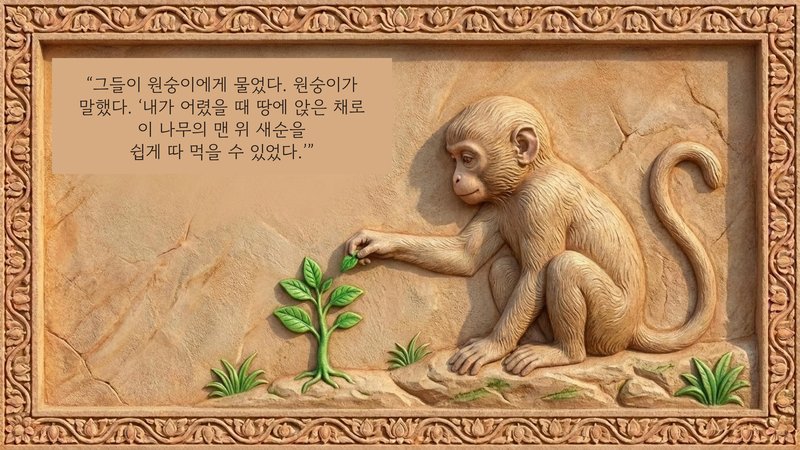 “그들이 원숭이에게 물었다. 원숭이가
말했다. ‘내가 어렸을 때 땅에 앉은 채로
이 나무의 맨 위 새순을
쉽게 따 먹을 수 있었다.’”